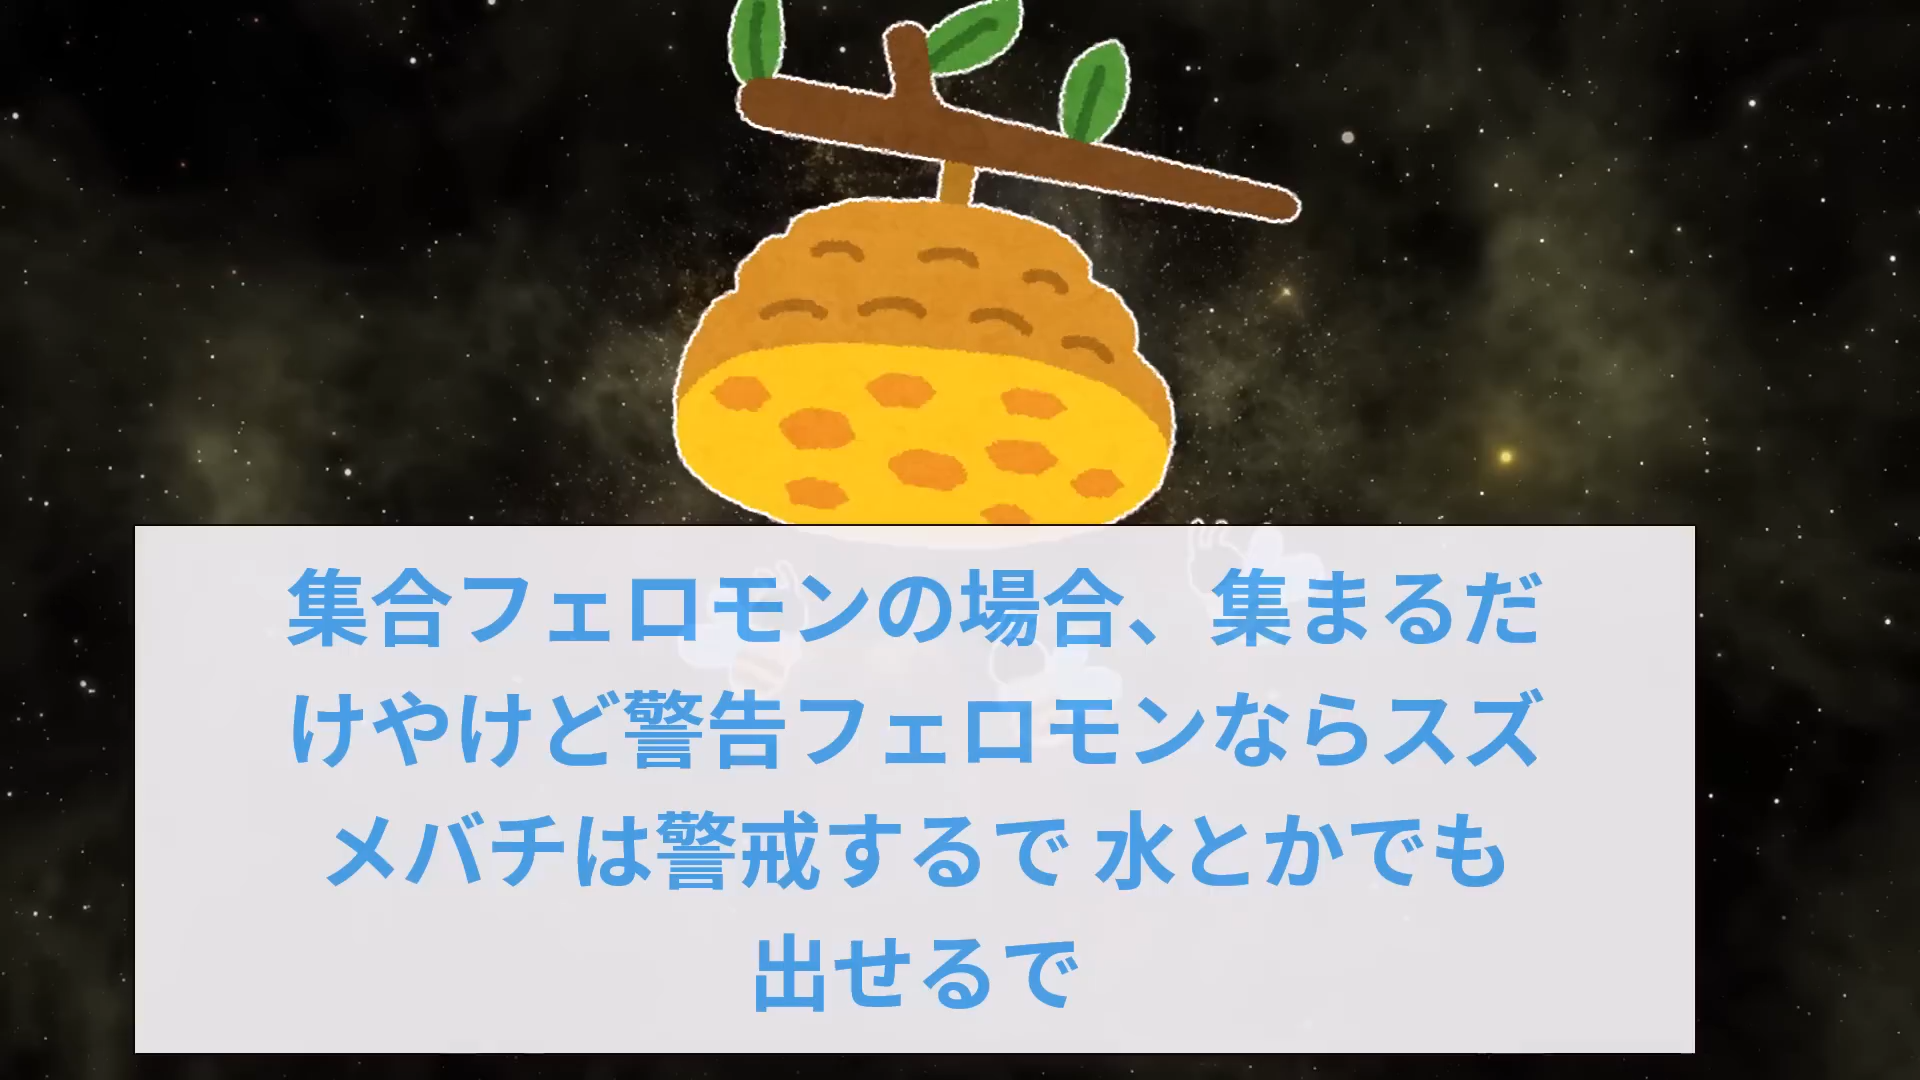 集合フェロモンの場合、集まるだ
けやけど警告フェロモンならスズ
メバチは警戒するで 水とかでも
出せるで